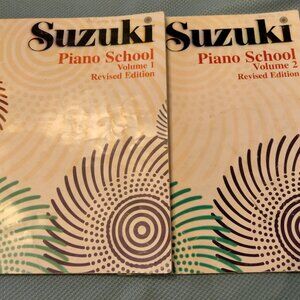 Suzuki
Piano School
Volume 1
Revised Edition
Suzuki
Piano School
Volume 2
Revised Edition